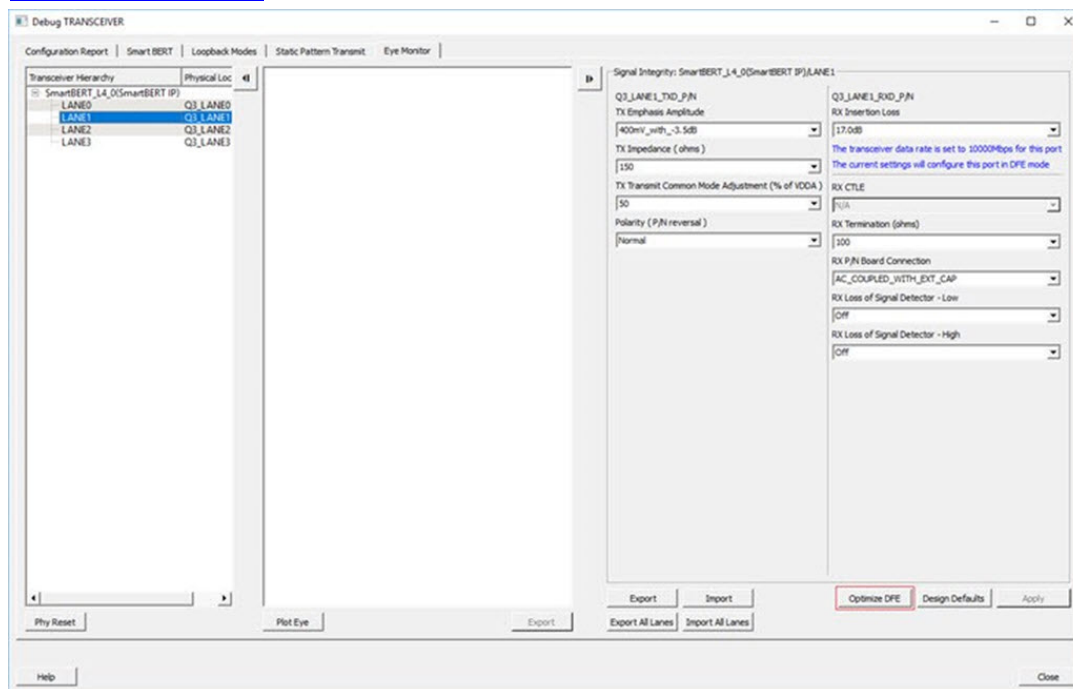 Debug TRANSCEIVER
Configuration Report
Smart BERT
Loopback Modes
Static Pattern Transmit
Eye Monitor
Transceiver Hierarchy
Physical Loc
SmartBERT_L4_0(SmartBERT IP)
LANE0 Q3_LANE0
LANE1 Q3_LANE1
LANE2 Q3_LANE2
LANE3 Q3_LANE3
Phy Reset
Plot Eye
Export
Signal Integrity: SmartBERT_L4_0(SmartBERT IP)/LANE1
Q3_LANE1_TXD_P/N
TX Emphasis Amplitude
400mV_with_-3.5dB
TX Impedance ( ohms )
150
TX Transmit Common Mode Adjustment (% of VDDA )
50
Polarity ( P/N reversal )
Normal
Q3_LANE1_RXD_P/N
RX Insertion Loss
17.0dB
The transceiver data rate is set to 10000Mbps for this port
The current settings will configure this port in DFE mode
RX CTLE
N/A
RX Termination (ohms)
100
RX P/N Board Connection
AC_COUPLED_WITH_EXT_CAP
RX Loss of Signal Detector - Low
Off
RX Loss of Signal Detector - High
Off
Export
Import
Optimize DFE
Design Defaults
Apply
Export All Lanes
Import All Lanes
Help
Close